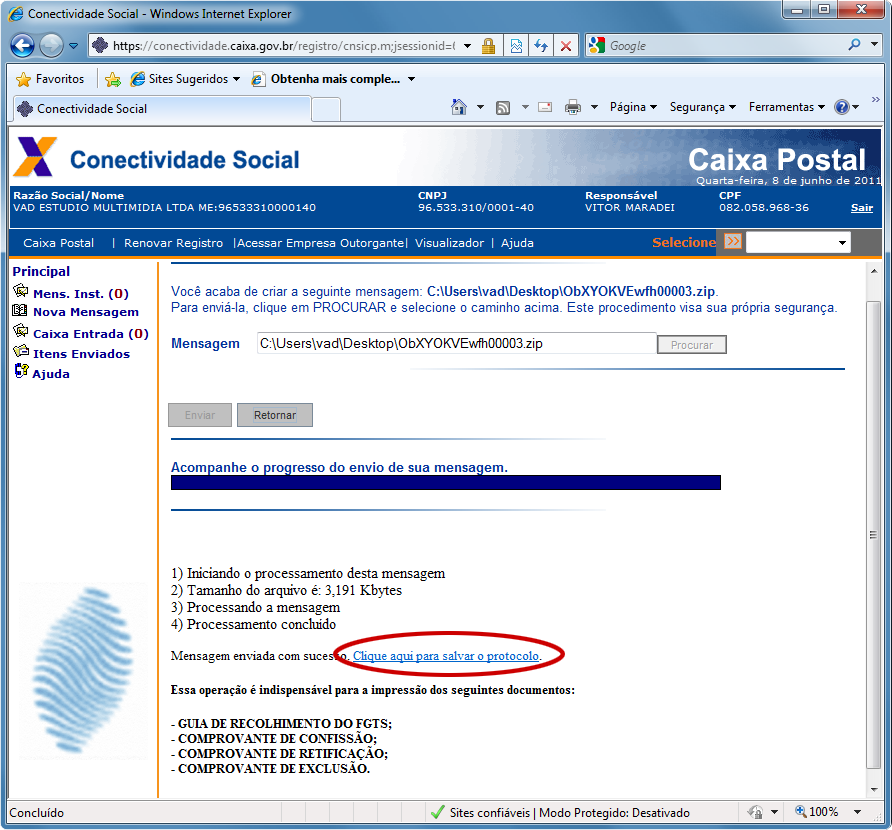 Conectividade Social - Windows Internet Explorer
https://conectividade.caixa.gov.br/registro/cnsicp.m;jsessionid=
Google
Favoritos
Sites Sugeridos
Obtenha mais comple...
Conectividade Social
Página
Segurança
Ferramentas
Conectividade Social
Caixa Postal
Quarta-feira, 8 de junho de 2011
Razão Social/Nome
VAD ESTUDIO MULTIMIDIA LTDA ME:96533310000140
CNPJ
96.533.310/0001-40
Responsável
VITOR MARADEI
CPF
082.058.968-36
Sair
Caixa Postal | Renovar Registro |Acessar Empresa Outorgante| Visualizador | Ajuda
Selecione
Principal
Mens. Inst. (0)
Nova Mensagem
Caixa Entrada (0)
Itens Enviados
Ajuda
Você acaba de criar a seguinte mensagem: C:\Users\vad\Desktop\ObXYOKVEwfh00003.zip.
Para enviá-la, clique em PROCURAR e selecione o caminho acima. Este procedimento visa sua própria segurança.
Mensagem
C:\Users\vad\Desktop\ObXYOKVEwfh00003.zip
Procurar
Enviar
Retornar
Acompanhe o progresso do envio de sua mensagem.
1) Iniciando o processamento desta mensagem
2) Tamanho do arquivo é: 3,191 Kbytes
3) Processando a mensagem
4) Processamento concluido
Mensagem enviada com sucesso. Clique aqui para salvar o protocolo.
Essa operação é indispensável para a impressão dos seguintes documentos:
- GUIA DE RECOLHIMENTO DO FGTS;
- COMPROVANTE DE CONFISSÃO;
- COMPROVANTE DE RETIFICAÇÃO;
- COMPROVANTE DE EXCLUSÃO.
Concluído
Sites confiáveis | Modo Protegido: Desativado
100%